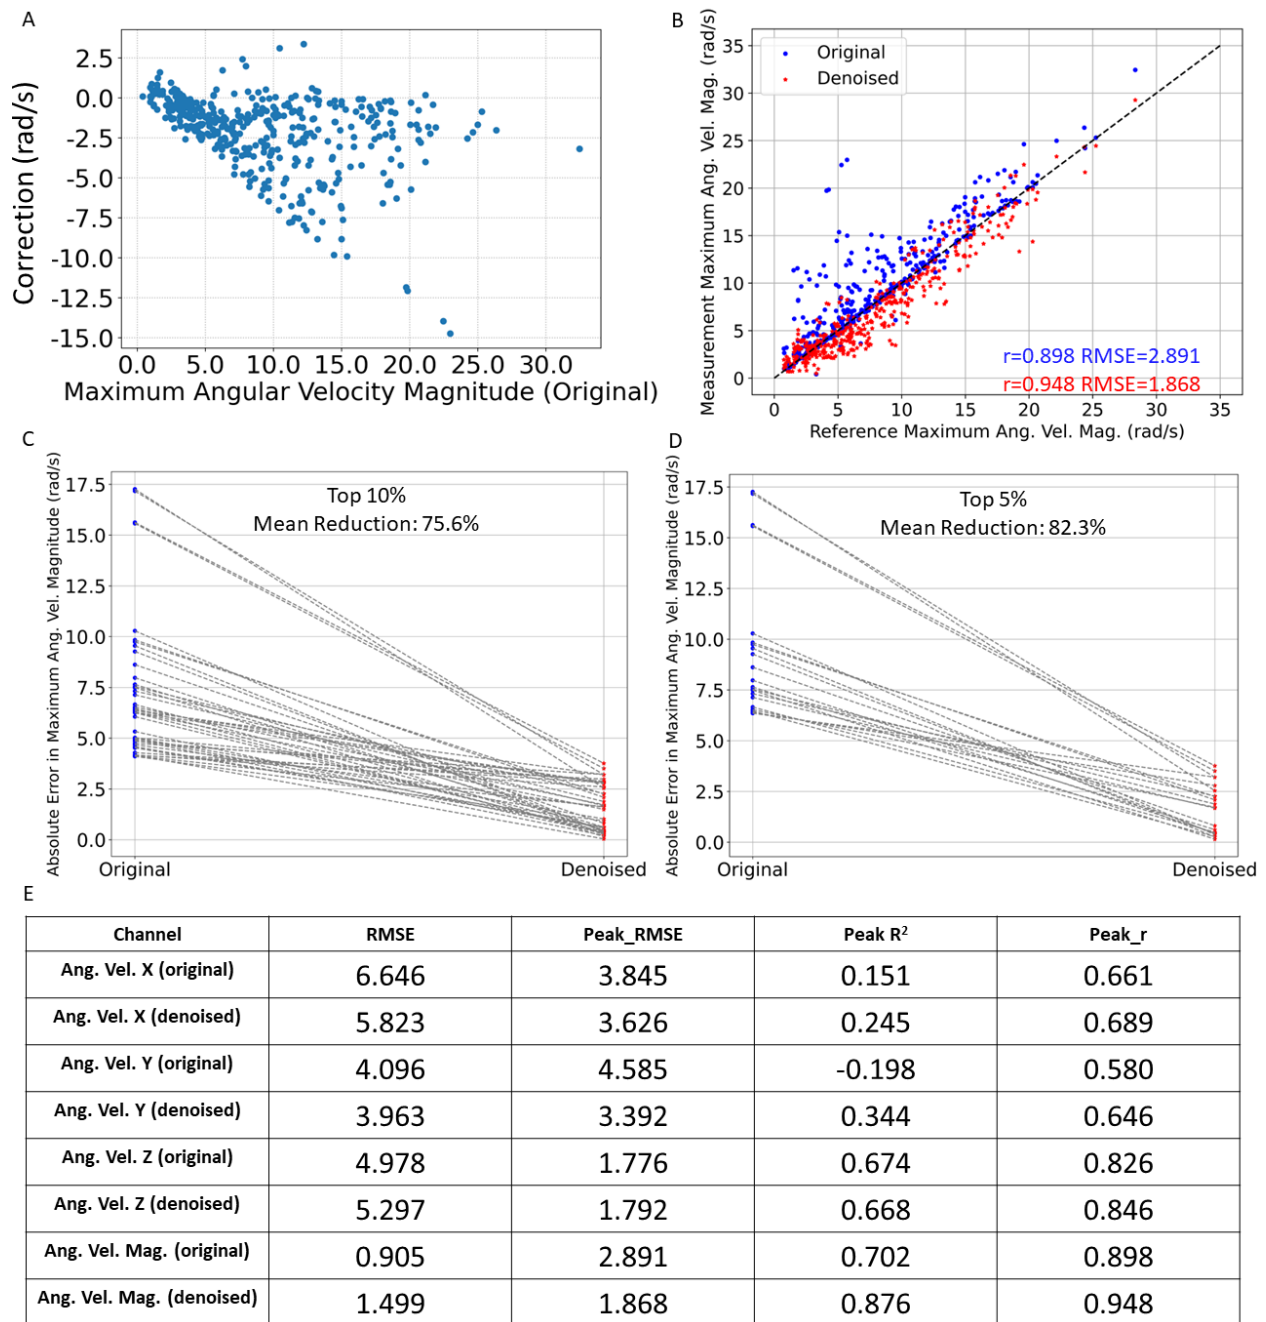 A
Correction (rad/s)
2.5
0.0
-2.5
-5.0
-7.5
-10.0
-12.5
-15.0
0.0 5.0 10.0 15.0 20.0 25.0 30.0
Maximum Angular Velocity Magnitude (Original)
B
Measurement Maximum Ang. Vel. Mag. (rad/s)
35
30
25
20
15
10
5
0
Original
Denoised
r=0.898 RMSE=2.891
r=0.948 RMSE=1.868
0 5 10 15 20 25 30 35
Reference Maximum Ang. Vel. Mag. (rad/s)
C
Absolute Error in Maximum Ang. Vel. Magnitude (rad/s)
17.5
15.0
12.5
10.0
7.5
5.0
2.5
0.0
Top 10%
Mean Reduction: 75.6%
Original Denoised
D
Absolute Error in Maximum Ang. Vel. Magnitude (rad/s)
17.5
15.0
12.5
10.0
7.5
5.0
2.5
0.0
Top 5%
Mean Reduction: 82.3%
Original Denoised
E
Channel RMSE Peak_RMSE Peak R² Peak_r
Ang. Vel. X (original) 6.646 3.845 0.151 0.661
Ang. Vel. X (denoised) 5.823 3.626 0.245 0.689
Ang. Vel. Y (original) 4.096 4.585 -0.198 0.580
Ang. Vel. Y (denoised) 3.963 3.392 0.344 0.646
Ang. Vel. Z (original) 4.978 1.776 0.674 0.826
Ang. Vel. Z (denoised) 5.297 1.792 0.668 0.846
Ang. Vel. Mag. (original) 0.905 2.891 0.702 0.898
Ang. Vel. Mag. (denoised) 1.499 1.868 0.876 0.948